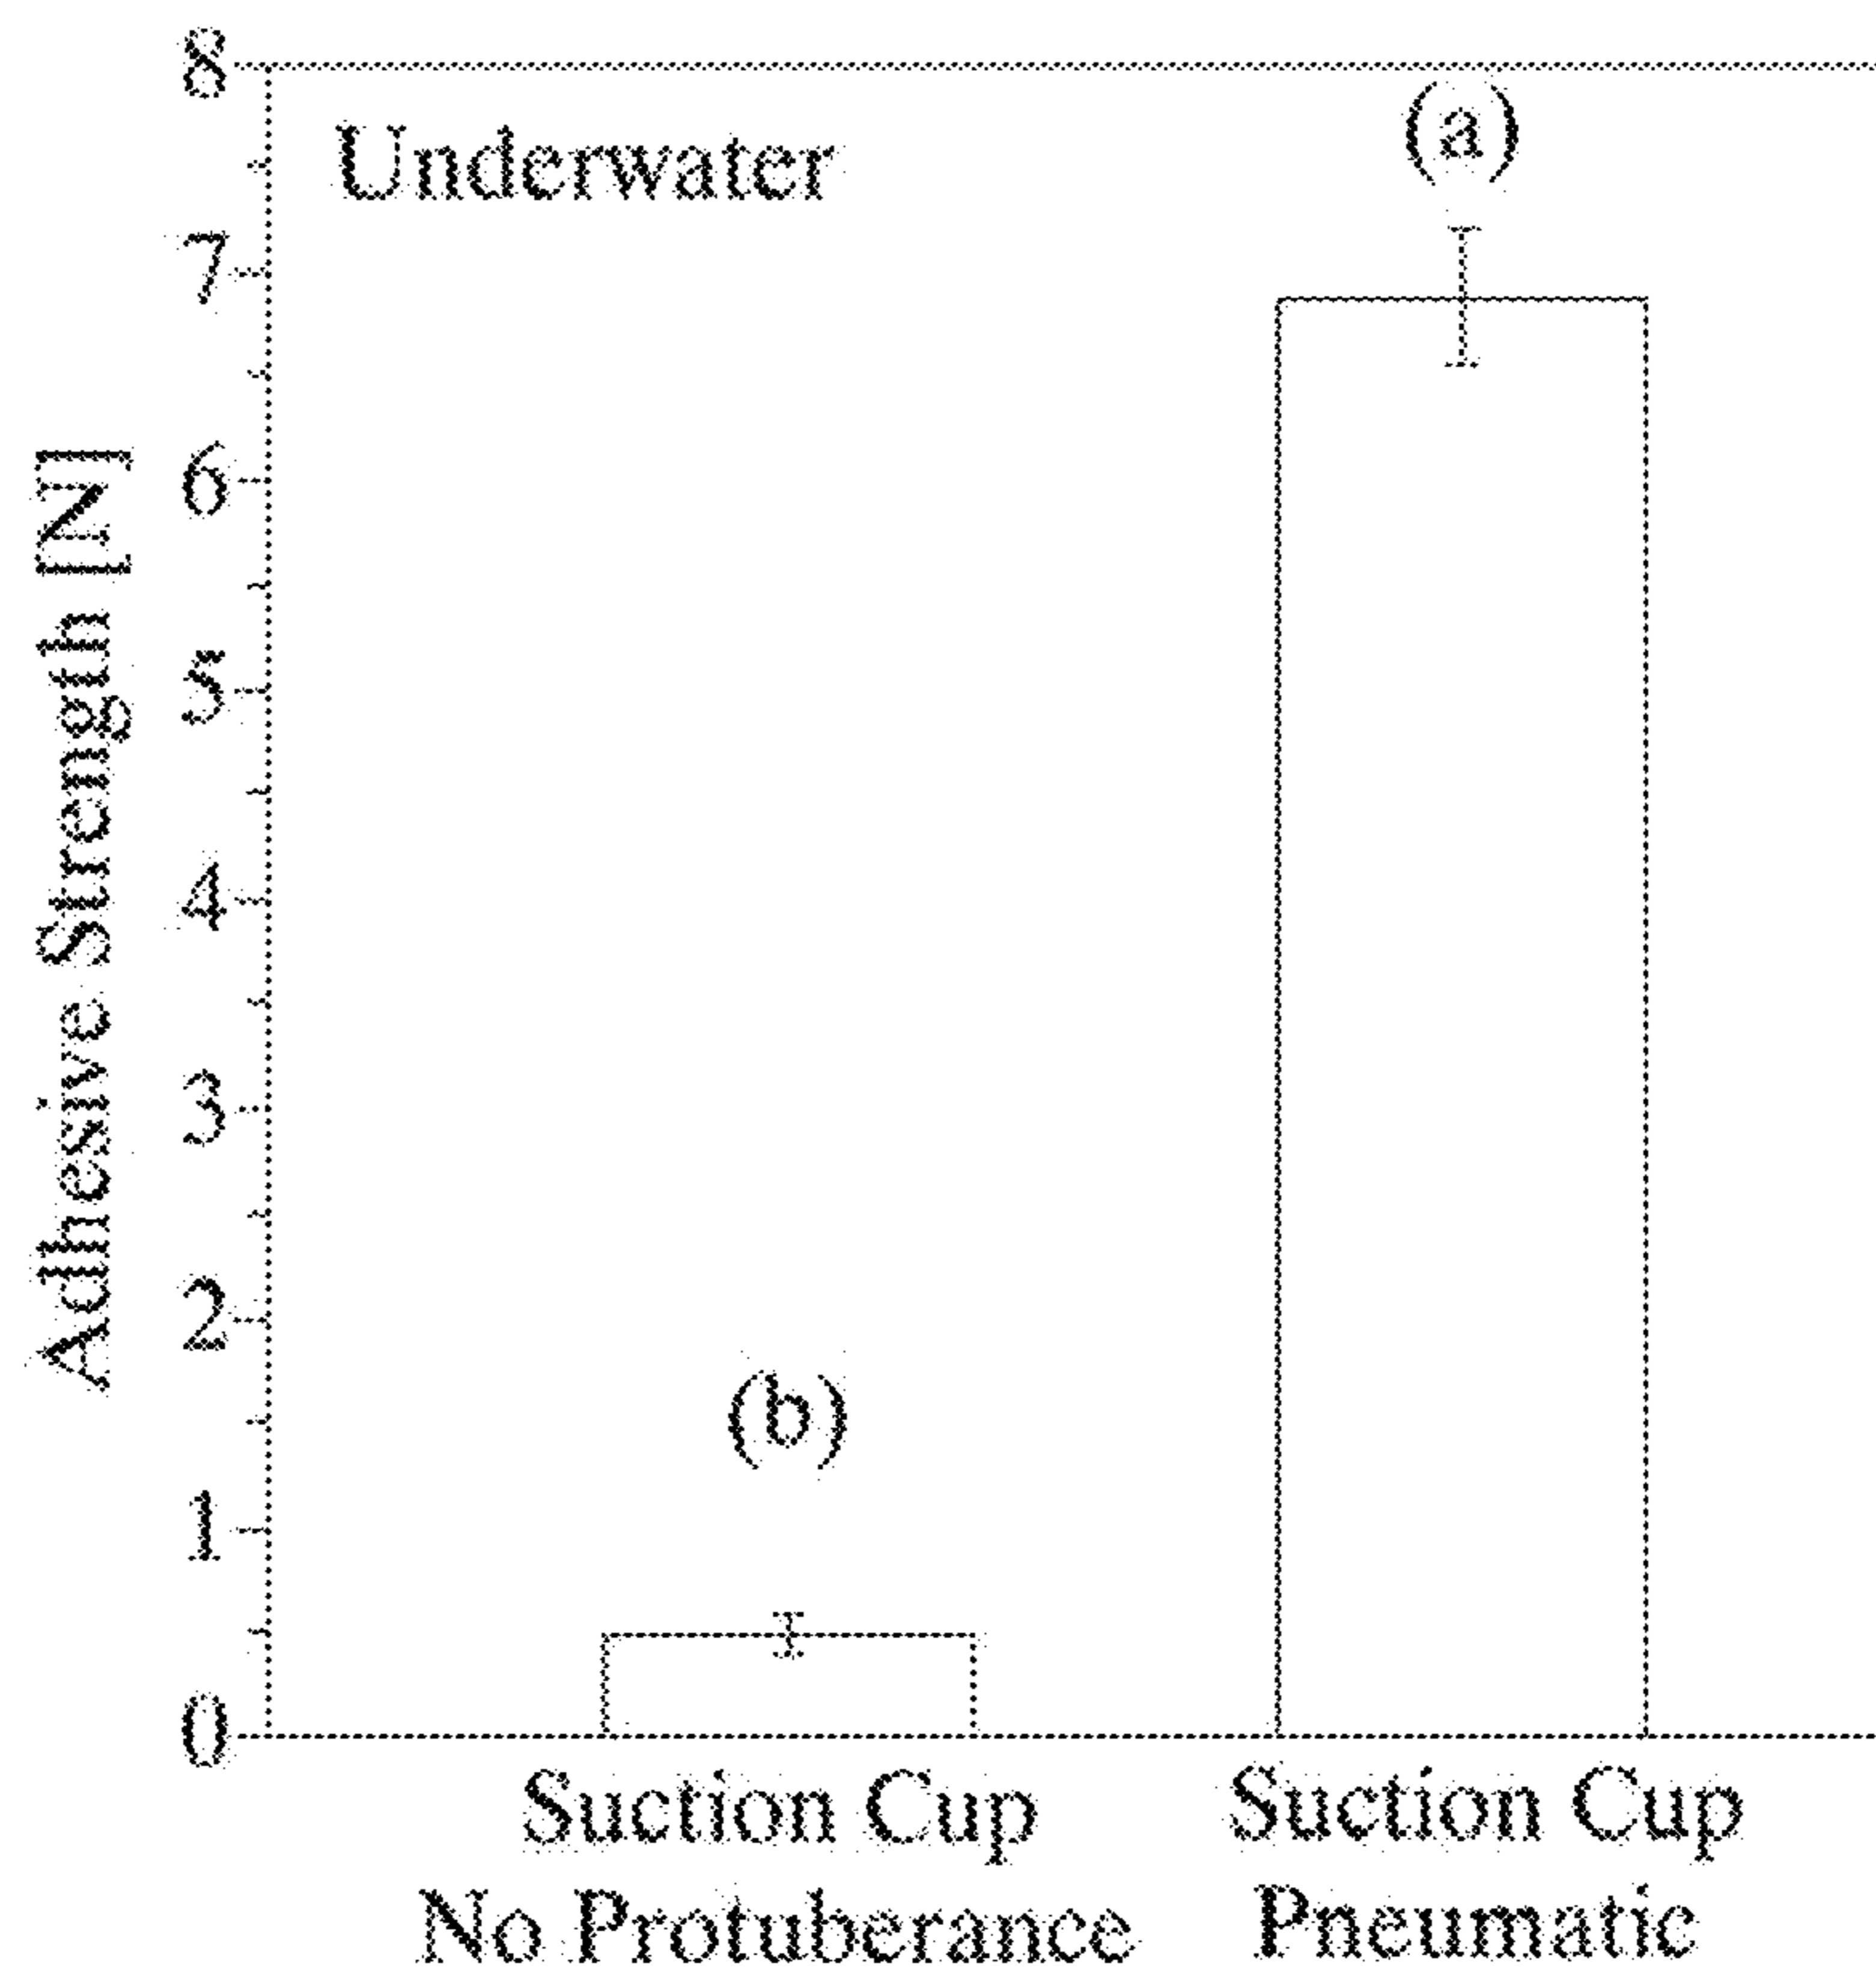 Adhesive Strength [N]
8
7
6
5
4
3
2
1
0
Underwater
(a)
(b)
Suction Cup
No Protuberance
Suction Cup
Pneumatic